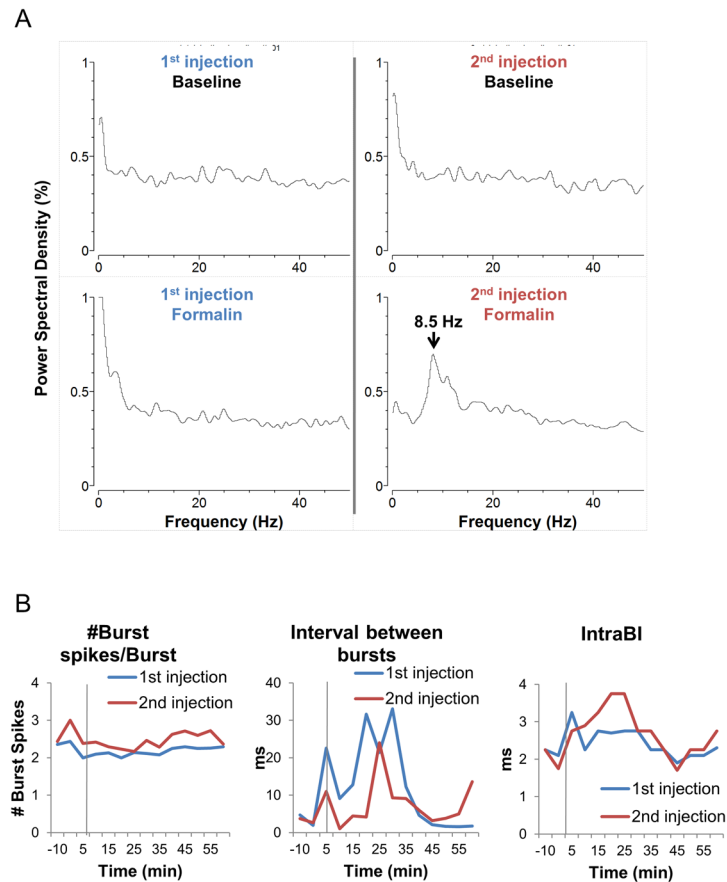 A
1st injection
Baseline
2nd injection
Baseline
1
0.5
0
0
20
40
1
0.5
0
0
20
40
1st injection
Formalin
2nd injection
Formalin
8.5 Hz
1
0.5
0
0
20
40
1
0.5
0
0
20
40
Power Spectral Density (%)
Frequency (Hz)
Frequency (Hz)
B
#Burst
spikes/Burst
1st injection
2nd injection
4
3
2
1
0
# Burst Spikes
-10 5 15 25 35 45 55
Time (min)
Interval between
bursts
1st injection
2nd injection
40
30
20
10
0
ms
-10 5 15 25 35 45 55
Time (min)
IntraBI
4
3
2
1
0
ms
1st injection
2nd injection
-10 5 15 25 35 45 55
Time (min)